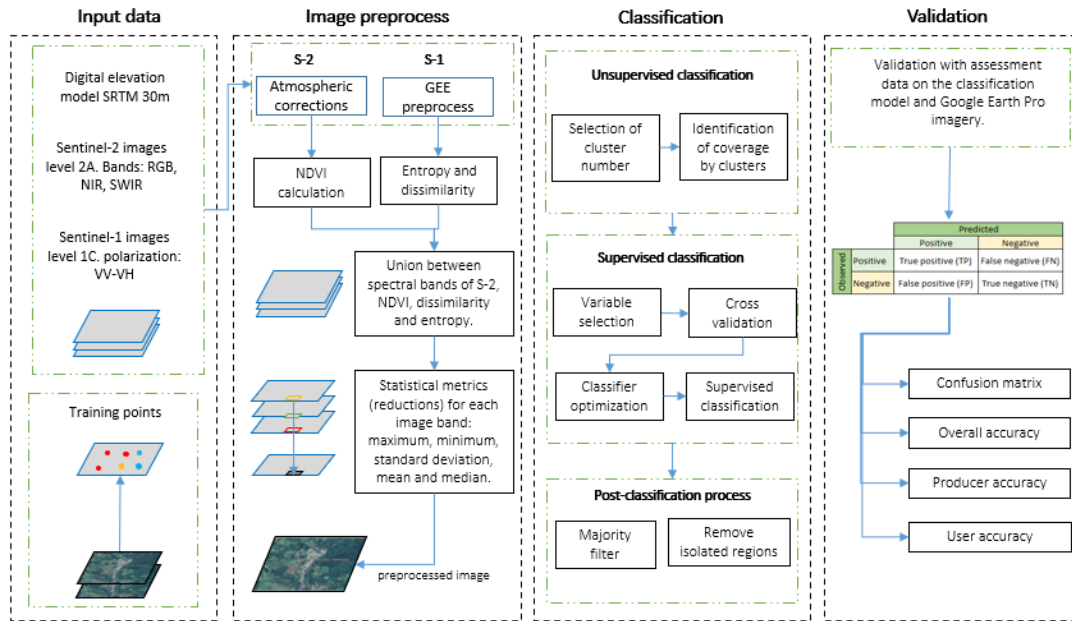 Input data
Image preprocess
Classification
Validation
Digital elevation
model SRTM 30m
Sentinel-2 images
level 2A. Bands: RGB,
NIR, SWIR
Sentinel-1 images
level 1C. polarization:
VV-VH
Training points
S-2
S-1
Atmospheric
corrections
GEE
preprocess
NDVI
calculation
Entropy and
dissimilarity
Union between
spectral bands of S-2,
NDVI, dissimilarity
and entropy.
Statistical metrics
(reductions) for each
image band:
maximum, minimum,
standard deviation,
mean and median.
preprocessed image
Unsupervised classification
Selection of
cluster
number
Identification
of coverage
by clusters
Supervised classification
Variable
selection
Cross
validation
Classifier
optimization
Supervised
classification
Post-classification process
Majority
filter
Remove
isolated regions
Validation with assessment
data on the classification
model and Google Earth Pro
imagery.
Predicted
Positive
Negative
Observed
Positive
True positive (TP)
False negative (FN)
Negative
False positive (FP)
True negative (TN)
Confusion matrix
Overall accuracy
Producer accuracy
User accuracy